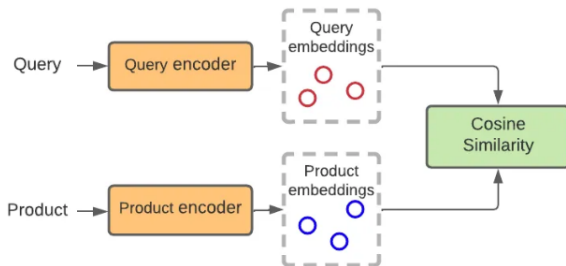 Query
Query encoder
Query
embeddings
Cosine
Similarity
Product
Product encoder
Product
embeddings